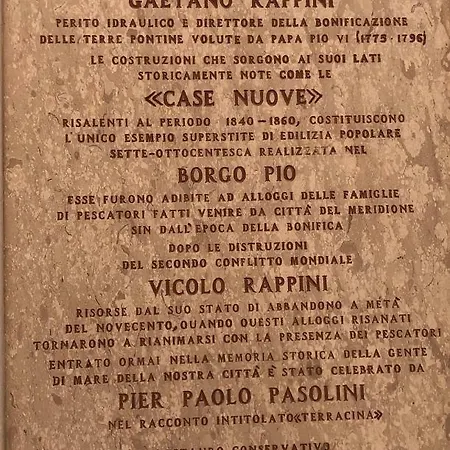 GAETANO RAPPINI
PERITO IDRAULICO E DIRETTORE DELLA BONIFICAZIONE
DELLE TERRE PONTINE VOLUTE DA PAPA PIO VI (1775-1796)
LE COSTRUZIONI CHE SORGONO AI SUOI LATI
STORICAMENTE NOTE COME LE
«CASE NUOVE»
RISALENTI AL PERIODO 1840-1860, COSTITUISCONO
L'UNICO ESEMPIO SUPERSTITE DI EDILIZIA POPOLARE
SETTE-OTTOCENTESCA REALIZZATA NEL
BORGO PIO
ESSE FURONO ADIBITE AD ALLOGGI DELLE FAMIGLIE
DI PESCATORI FATTI VENIRE DA CITTÀ DEL MERIDIONE
SIN DALL'EPOCA DELLA BONIFICA
DOPO LE DISTRUZIONI
DEL SECONDO CONFLITTO MONDIALE
VICOLO RAPPINI
RISORSE DAL SUO STATO DI ABBANDONO A METÀ
DEL NOVECENTO, QUANDO QUESTI ALLOGGI RISANATI
TORNARONO A RIANIMARSI CON LA PRESENZA DEI PESCATORI
ENTRATO ORMAI NELLA MEMORIA STORICA DELLA GENTE
DI MARE DELLA NOSTRA CITTÀ È STATO CELEBRATO DA
PIER PAOLO PASOLINI
NEL RACCONTO INTITOLATO «TERRACINA»
CONSERVATIVO